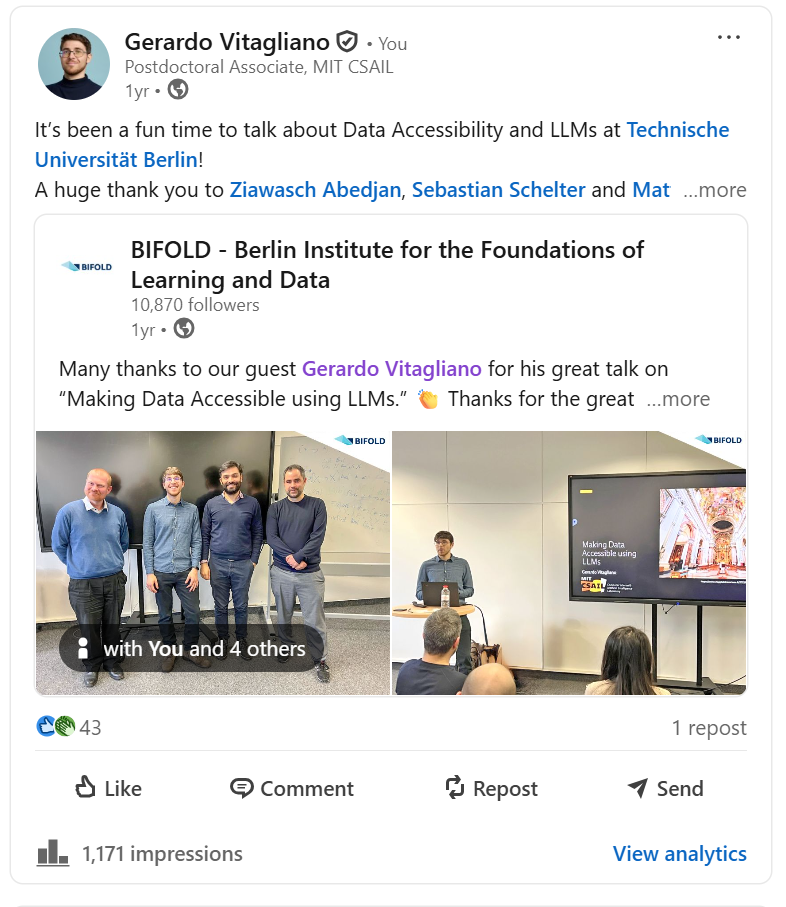 Gerardo Vitagliano • You
Postdoctoral Associate, MIT CSAIL
1yr •
It’s been a fun time to talk about Data Accessibility and LLMs at Technische
Universität Berlin!
A huge thank you to Ziawasch Abedjan, Sebastian Schelter and Mat ...more
BIFOLD
BIFOLD - Berlin Institute for the Foundations of
Learning and Data
10,870 followers
1yr •
Many thanks to our guest Gerardo Vitagliano for his great talk on
“Making Data Accessible using LLMs.” 👏 Thanks for the great ...more
BIFOLD
BIFOLD
Making Data
Accessible using
LLMs
Gerardo Vitagliano
MIT
CSAIL
with You and 4 others
43
1 repost
Like
Comment
Repost
Send
1,171 impressions
View analytics